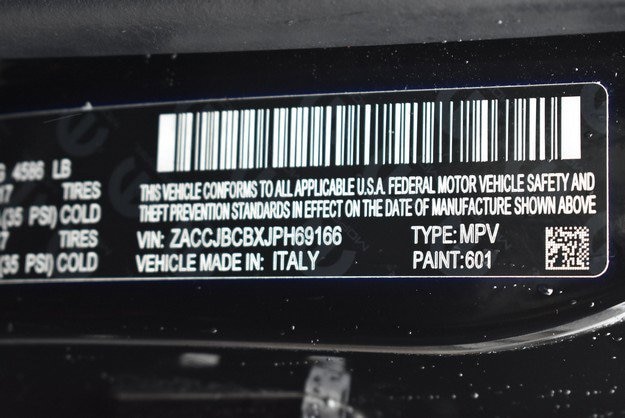 G 4586 LB
TIRES
(35 PSI) COLD
TIRES
(35 PSI) COLD
THIS VEHICLE CONFORMS TO ALL APPLICABLE U.S.A. FEDERAL MOTOR VEHICLE SAFETY AND
THEFT PREVENTION STANDARDS IN EFFECT ON THE DATE OF MANUFACTURE SHOWN ABOVE
VIN: ZACCJBCBXJPH69166 TYPE: MPV
VEHICLE MADE IN: ITALY PAINT: 601